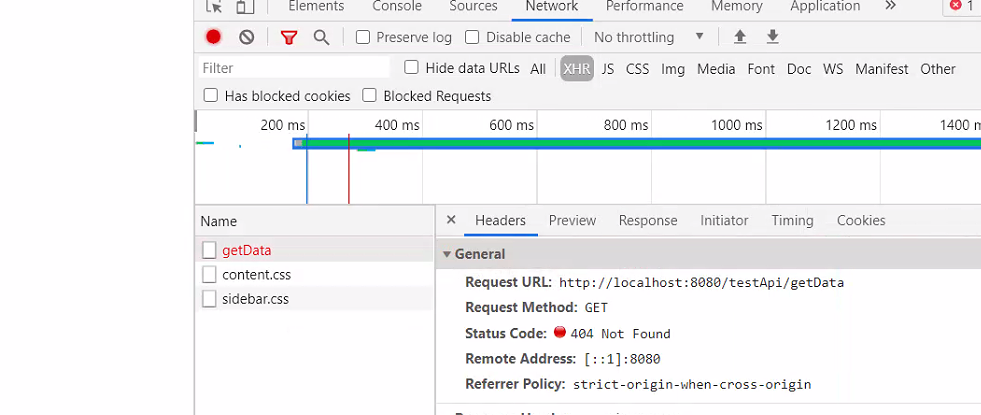 Elements Console Sources Network Performance Memory Application » 1
Preserve log Disable cache No throttling
Filter Hide data URLs All XHR JS CSS Img Media Font Doc WS Manifest Other
Has blocked cookies Blocked Requests
200 ms 400 ms 600 ms 800 ms 1000 ms 1200 ms 1400 m
Name
getData
content.css
sidebar.css
Headers Preview Response Initiator Timing Cookies
General
Request URL: http://localhost:8080/testApi/getData
Request Method: GET
Status Code: 404 Not Found
Remote Address: [::1]:8080
Referrer Policy: strict-origin-when-cross-origin